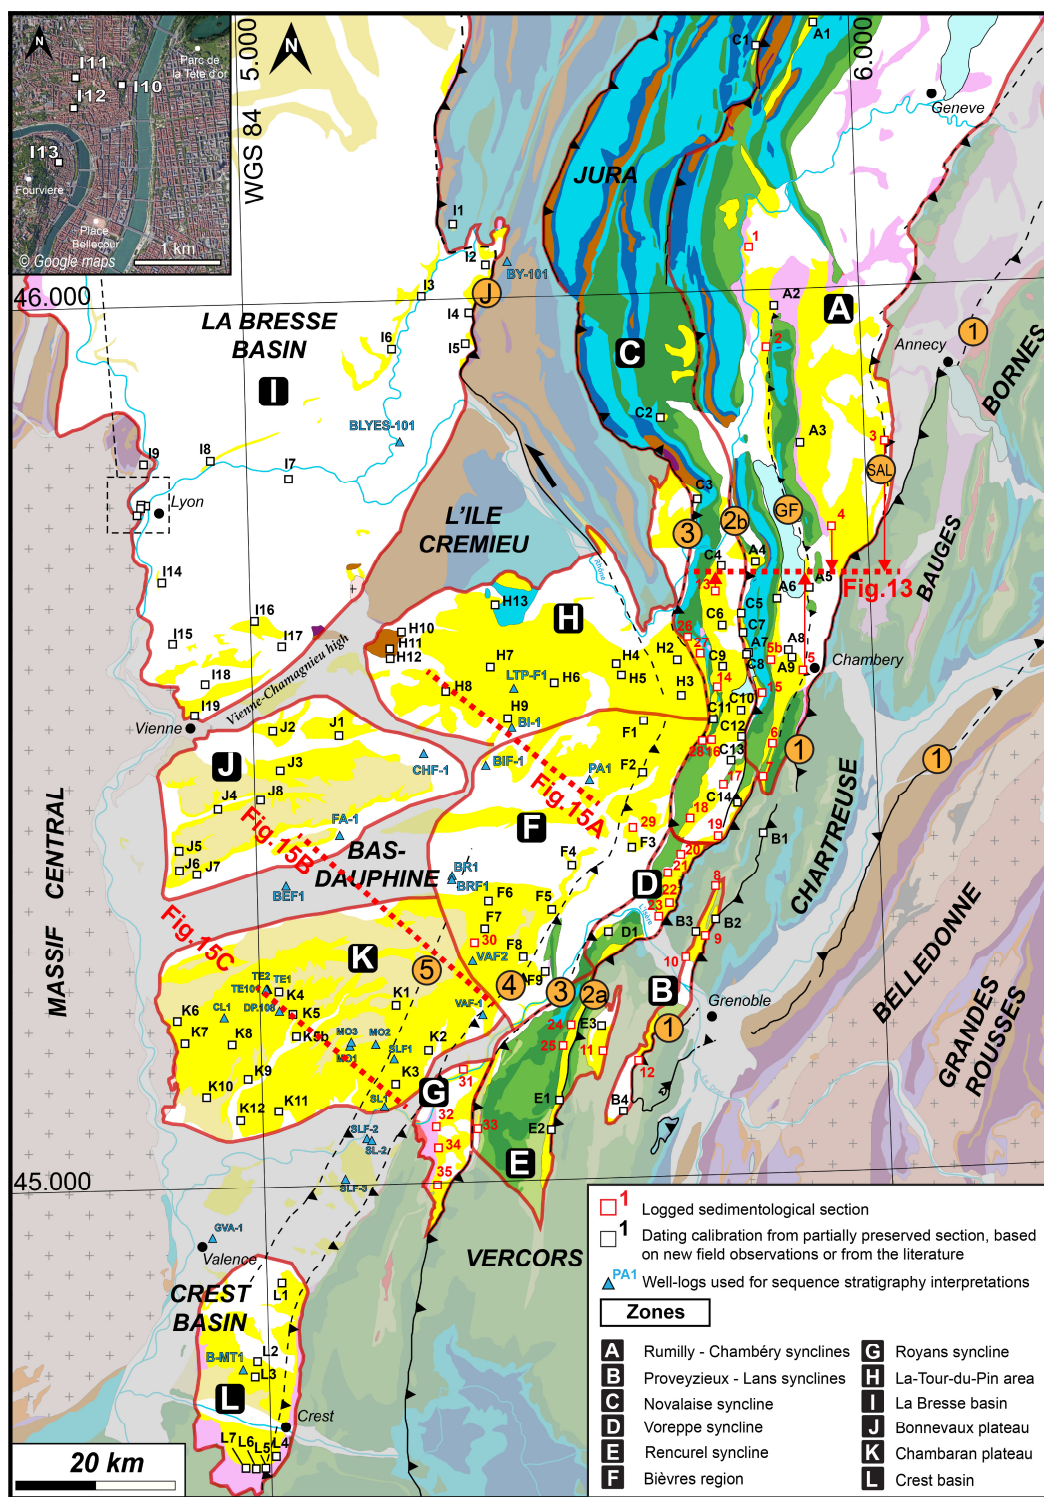 N
I11
I12
I10
I13
Parc de
la Tête d'or
Fourviere
Place
Bellecour
1 km
© Google maps
WGS 84
5.000
N
6.000
A1
C1
Geneve
JURA
I1
I2
BY-101
1
46.000
I3
J
I4
LA BRESSE
BASIN
I6
I5
I
A2
A
2
C
Annecy
1
BORNES
BLYES-101
C2
A3
3
I9
I8
I7
SAL
Lyon
L'ILE
CREMIEU
C3
3
2b
GF
4
BAUGES
C4
A4
Fig.13
13
A5
A6
I14
H13
H
I16
I15
I17
H10
H11
H12
C6
C5
C7
26
27
A7
A8
5b
5
A9
Chambery
Vienne-Chamagnieu high
I18
I19
H7
LTP-F1
H8
H6
H4
H5
H2
H3
C9
C8
14
15
H9
BI-1
C10
C11
C12
Vienne
J2
J1
F1
28
16
C13
6
1
1
J
J3
CHF-1
BIF-1
F2
PA1
Fig.15A
17
7
J4
J8
C14
Fig.15B
FA-1
F
29
18
19
B1
CHARTREUSE
MASSIF CENTRAL
J5
J6
J7
BAS-
DAUPHINE
BEF1
BR1
BRF1
F3
F4
20
21
D
8
F6
F5
22
23
BELLEDONNE
Fig.15C
F7
30
D1
B3
B2
9
K
5
F8
VAF2
F9
4
3
2a
10
B
Grenoble
TE2
TE1
TE10
K4
K1
DP.108
CL1
K6
K5
VAF-1
K7
K8
K5b
MO3
MO2
MO1
K2
SLF1
24
25
E3
11
1
12
GRANDES
ROUSSES
K9
K10
K3
31
G
K12
K11
SL1
32
E1
B4
SLF-2
SL-2
33
34
E2
E
35
SLF-3
45.000
GVA-1
Valence
VERCORS
CREST
BASIN
L1
L2
B-MT1
L3
L
Crest
L7
L6
L5
L4
20 km
1 Logged sedimentological section
1 Dating calibration from partially preserved section, based
on new field observations or from the literature
PA1 Well-logs used for sequence stratigraphy interpretations
Zones
A Rumilly - Chambéry synclines
B Proveyzieux - Lans synclines
C Novalaise syncline
D Voreppe syncline
E Rencurel syncline
F Bièvres region
G Royans syncline
H La-Tour-du-Pin area
I La Bresse basin
J Bonnevaux plateau
K Chambaran plateau
L Crest basin